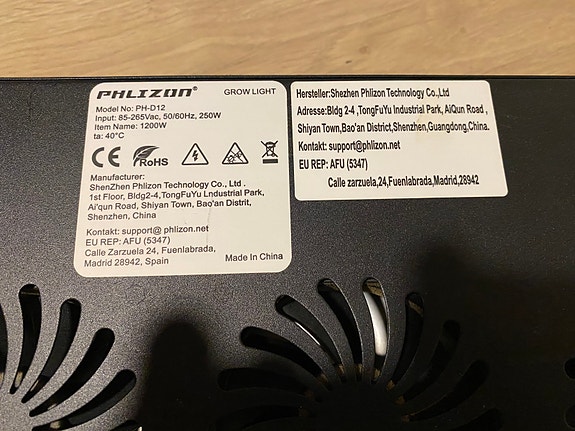 PHLIZON®
GROW LIGHT
Model No: PH-D12
Input: 85-265Vac, 50/60Hz, 250W
Item Name: 1200W
ta: 40°C
CE
RoHS
Manufacturer:
ShenZhen Phlizon Technology Co., Ltd .
1st Floor, Bldg2-4,TongFuYu Lndustrial Park,
Ai'qun Road, Shiyan Town, Bao'an Distrit,
Shenzhen, China
Kontakt: support@ phlizon.net
EU REP: AFU (5347)
Calle Zarzuela 24, Fuenlabrada,
Madrid 28942, Spain
Made In China
Hersteller:Shezhen Phlizon Technology Co.,Ltd
Adresse:Bldg 2-4 ,TongFuYu Industrial Park, AiQun Road ,
Shiyan Town,Bao'an District,Shenzhen,Guangdong,China.
Kontakt: support@phlizon.net
EU REP: AFU (5347)
Calle zarzuela,24,Fuenlabrada,Madrid,28942